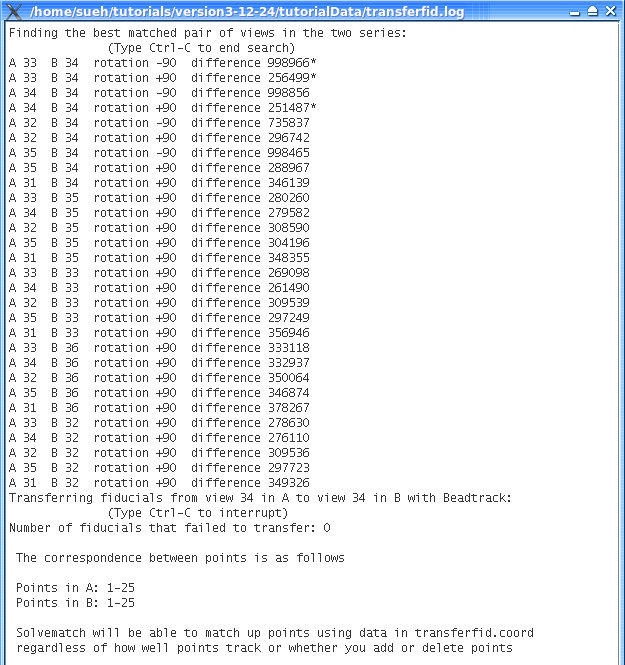 /home/sueh/tutorials/version3-12-24/tutorialData/transferfid.log
Finding the best matched pair of views in the two series:
(Type Ctrl-C to end search)
A 33 B 34 rotation -90 difference 998966*
A 33 B 34 rotation +90 difference 256499*
A 34 B 34 rotation -90 difference 998856
A 34 B 34 rotation +90 difference 251487*
A 32 B 34 rotation -90 difference 735837
A 32 B 34 rotation +90 difference 296742
A 35 B 34 rotation -90 difference 998465
A 35 B 34 rotation +90 difference 288967
A 31 B 34 rotation +90 difference 346139
A 33 B 35 rotation +90 difference 280260
A 34 B 35 rotation +90 difference 279582
A 32 B 35 rotation +90 difference 308590
A 35 B 35 rotation +90 difference 304196
A 31 B 35 rotation +90 difference 348355
A 33 B 33 rotation +90 difference 269098
A 34 B 33 rotation +90 difference 261490
A 32 B 33 rotation +90 difference 309539
A 35 B 33 rotation +90 difference 297249
A 31 B 33 rotation +90 difference 356946
A 33 B 36 rotation +90 difference 333118
A 34 B 36 rotation +90 difference 332937
A 32 B 36 rotation +90 difference 350064
A 35 B 36 rotation +90 difference 346874
A 31 B 36 rotation +90 difference 378267
A 33 B 32 rotation +90 difference 278630
A 34 B 32 rotation +90 difference 276110
A 32 B 32 rotation +90 difference 309536
A 35 B 32 rotation +90 difference 297723
A 31 B 32 rotation +90 difference 349326
Transferring fiducials from view 34 in A to view 34 in B with Beadtrack:
(Type Ctrl-C to interrupt)
Number of fiducials that failed to transfer: 0
The correspondence between points is as follows
Points in A: 1-25
Points in B: 1-25
Solvematch will be able to match up points using data in transferfid.coord
regardless of how well points track or whether you add or delete points